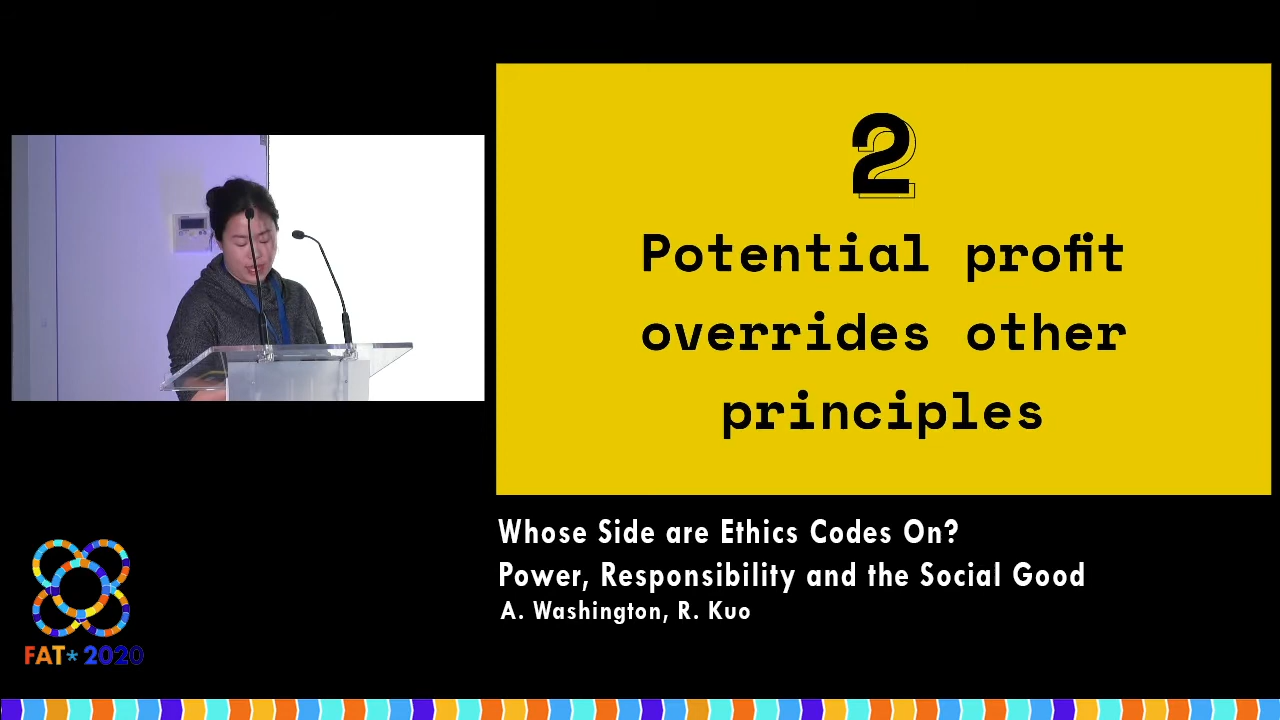 2
Potential profit
overrides other
principles
Whose Side are Ethics Codes On?
Power, Responsibility and the Social Good
A. Washington, R. Kuo
FAT* 2020